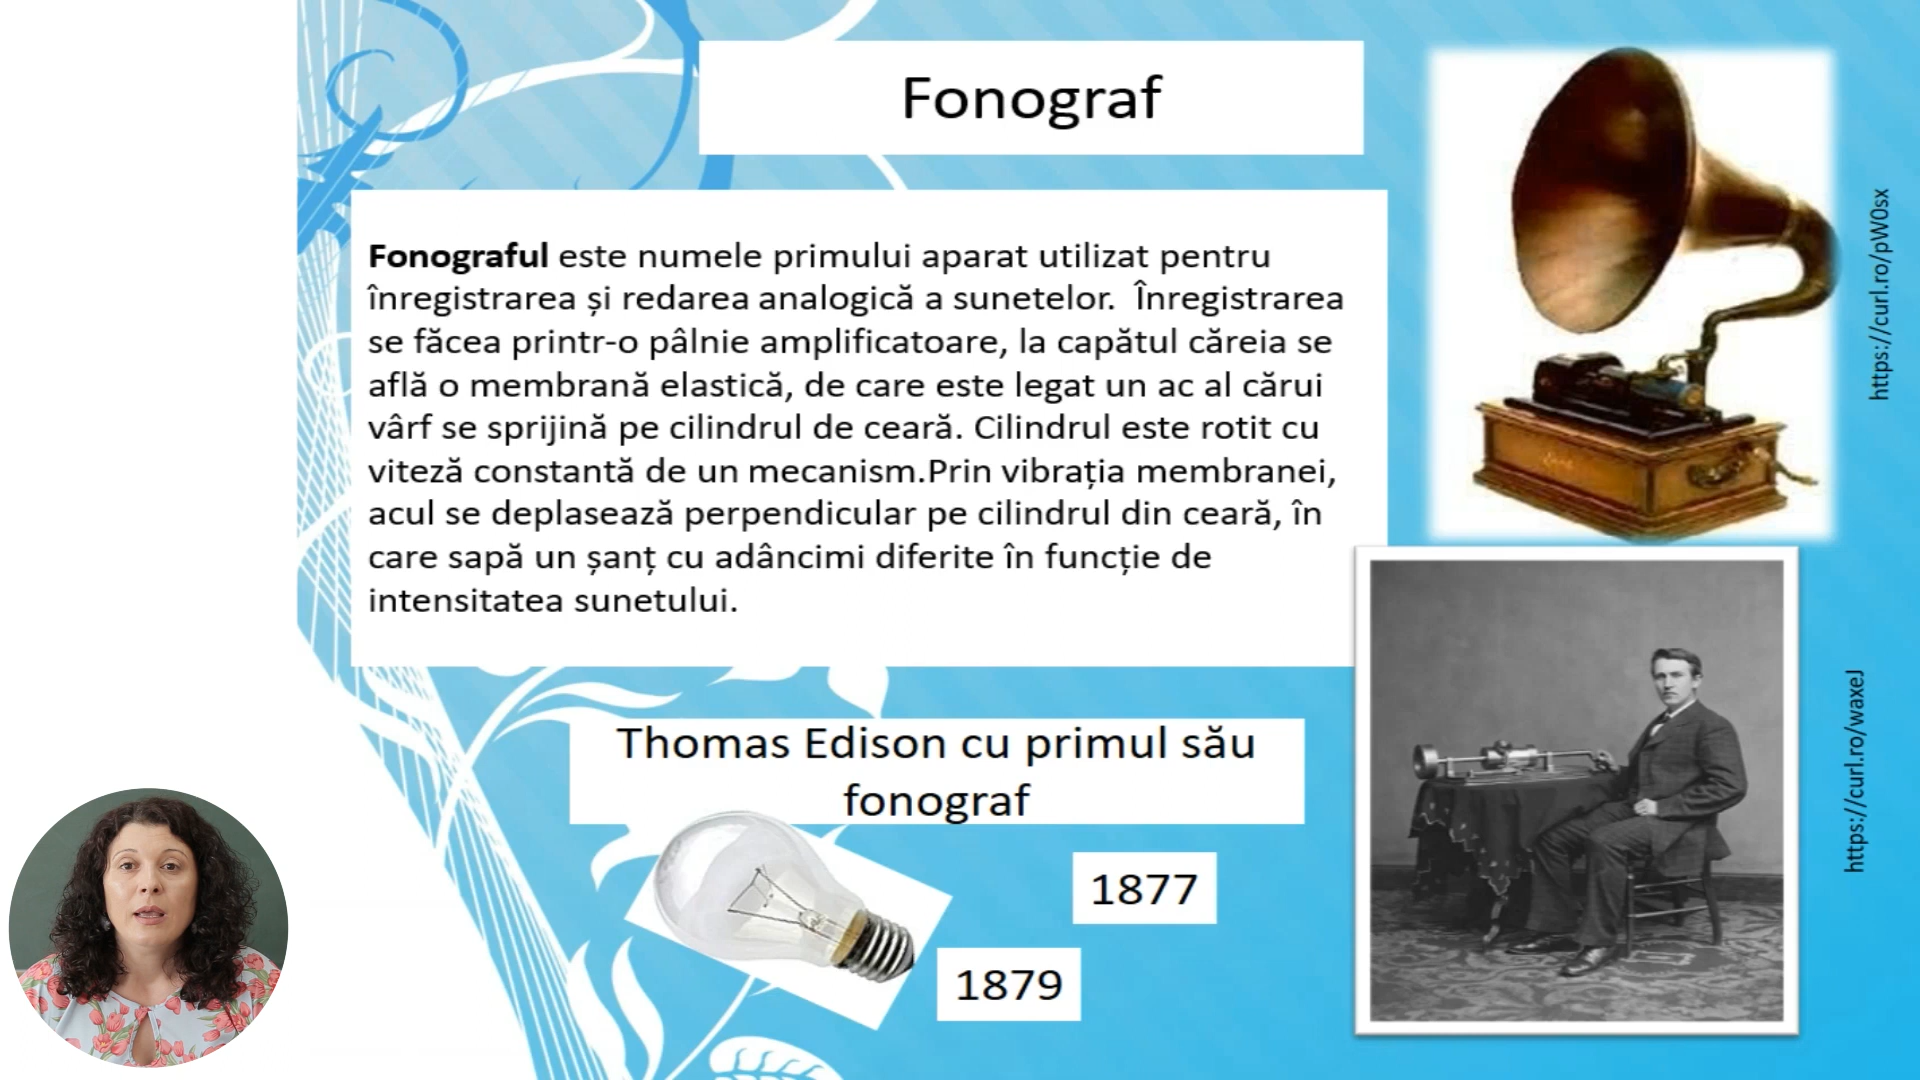 Fonograf
Fonograful este numele primului aparat utilizat pentru
înregistrarea și redarea analogică a sunetelor. Înregistrarea
se făcea printr-o pâlnie amplificatoare, la capătul căreia se
află o membrană elastică, de care este legat un ac al cărui
vârf se sprijină pe cilindrul de ceară. Cilindrul este rotit cu
viteză constantă de un mecanism.Prin vibrația membranei,
acul se deplasează perpendicular pe cilindrul din ceară, în
care sapă un șanț cu adâncimi diferite în funcție de
intensitatea sunetului.
https://curl.ro/pW0sx
Thomas Edison cu primul său
fonograf
1877
1879
https://curl.ro/waxeJ